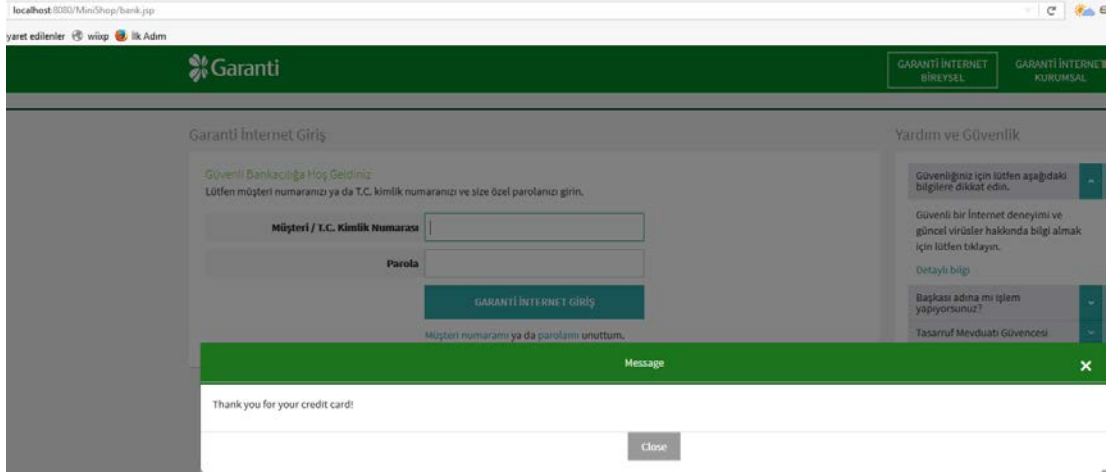 localhost:8080/MiniShop/bank.jsp
yaret edilenler wiixp İlk Adım
Garanti
GARANTİ İNTERNET
BİREYSEL
GARANTİ İNTERNET
KURUMSAL
Garanti İnternet Giriş
Güvenli Bankacılığa Hoş Geldiniz
Lütfen müşteri numaranızı ya da T.C. kimlik numaranızı ve size özel parolanızı girin.
Müşteri / T.C. Kimlik Numarası
Parola
GARANTİ İNTERNET GİRİŞ
Müşteri numaramı ya da parolamı unuttum.
Yardım ve Güvenlik
Güvenliğiniz için lütfen aşağıdaki
bilgilere dikkat edin.
Güvenli bir İnternet deneyimi ve
güncel virüsler hakkında bilgi almak
için lütfen tıklayın.
Detaylı bilgi
Başkası adına mı işlem
yapıyorsunuz?
Tasarruf Mevduatı Güvencesi
Message
Thank you for your credit card!
Close